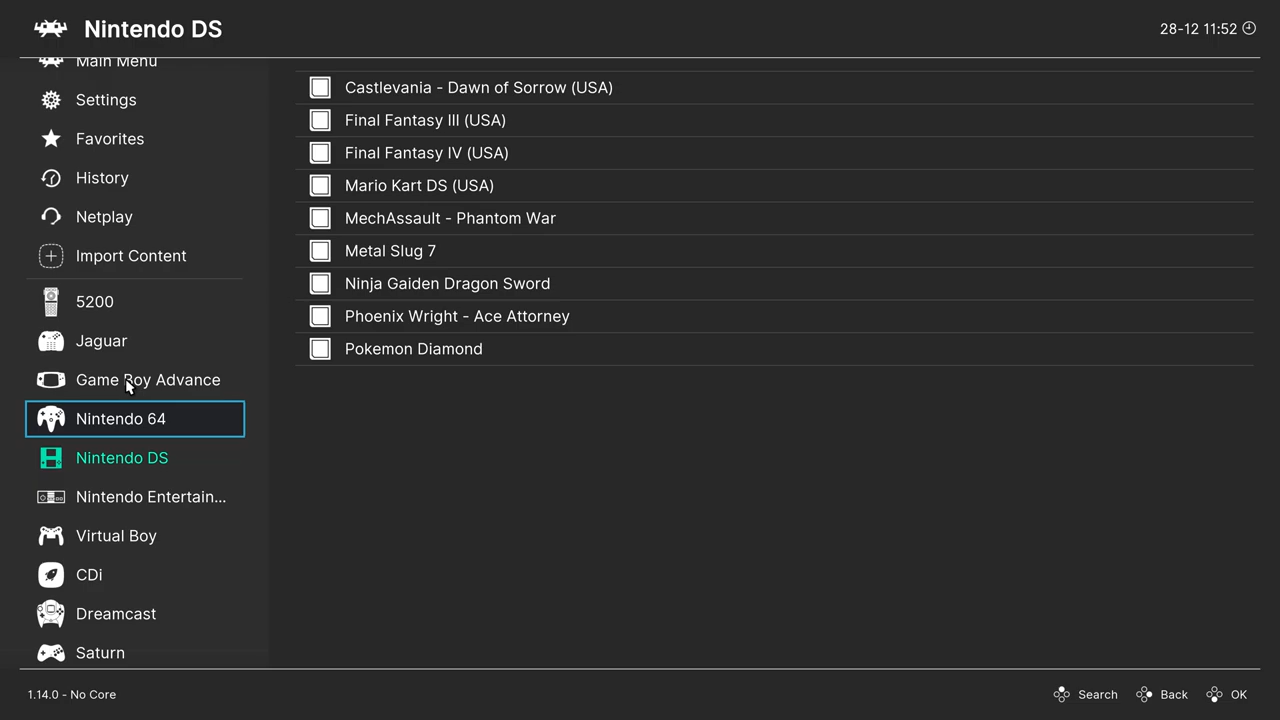 Nintendo DS
28-12 11:52
Main Menu
Settings
Favorites
History
Netplay
Import Content
5200
Jaguar
Game Boy Advance
Nintendo 64
Nintendo DS
Nintendo Entertain...
Virtual Boy
CDi
Dreamcast
Saturn
Castlevania - Dawn of Sorrow (USA)
Final Fantasy III (USA)
Final Fantasy IV (USA)
Mario Kart DS (USA)
MechAssault - Phantom War
Metal Slug 7
Ninja Gaiden Dragon Sword
Phoenix Wright - Ace Attorney
Pokemon Diamond
1.14.0 - No Core
Search Back OK